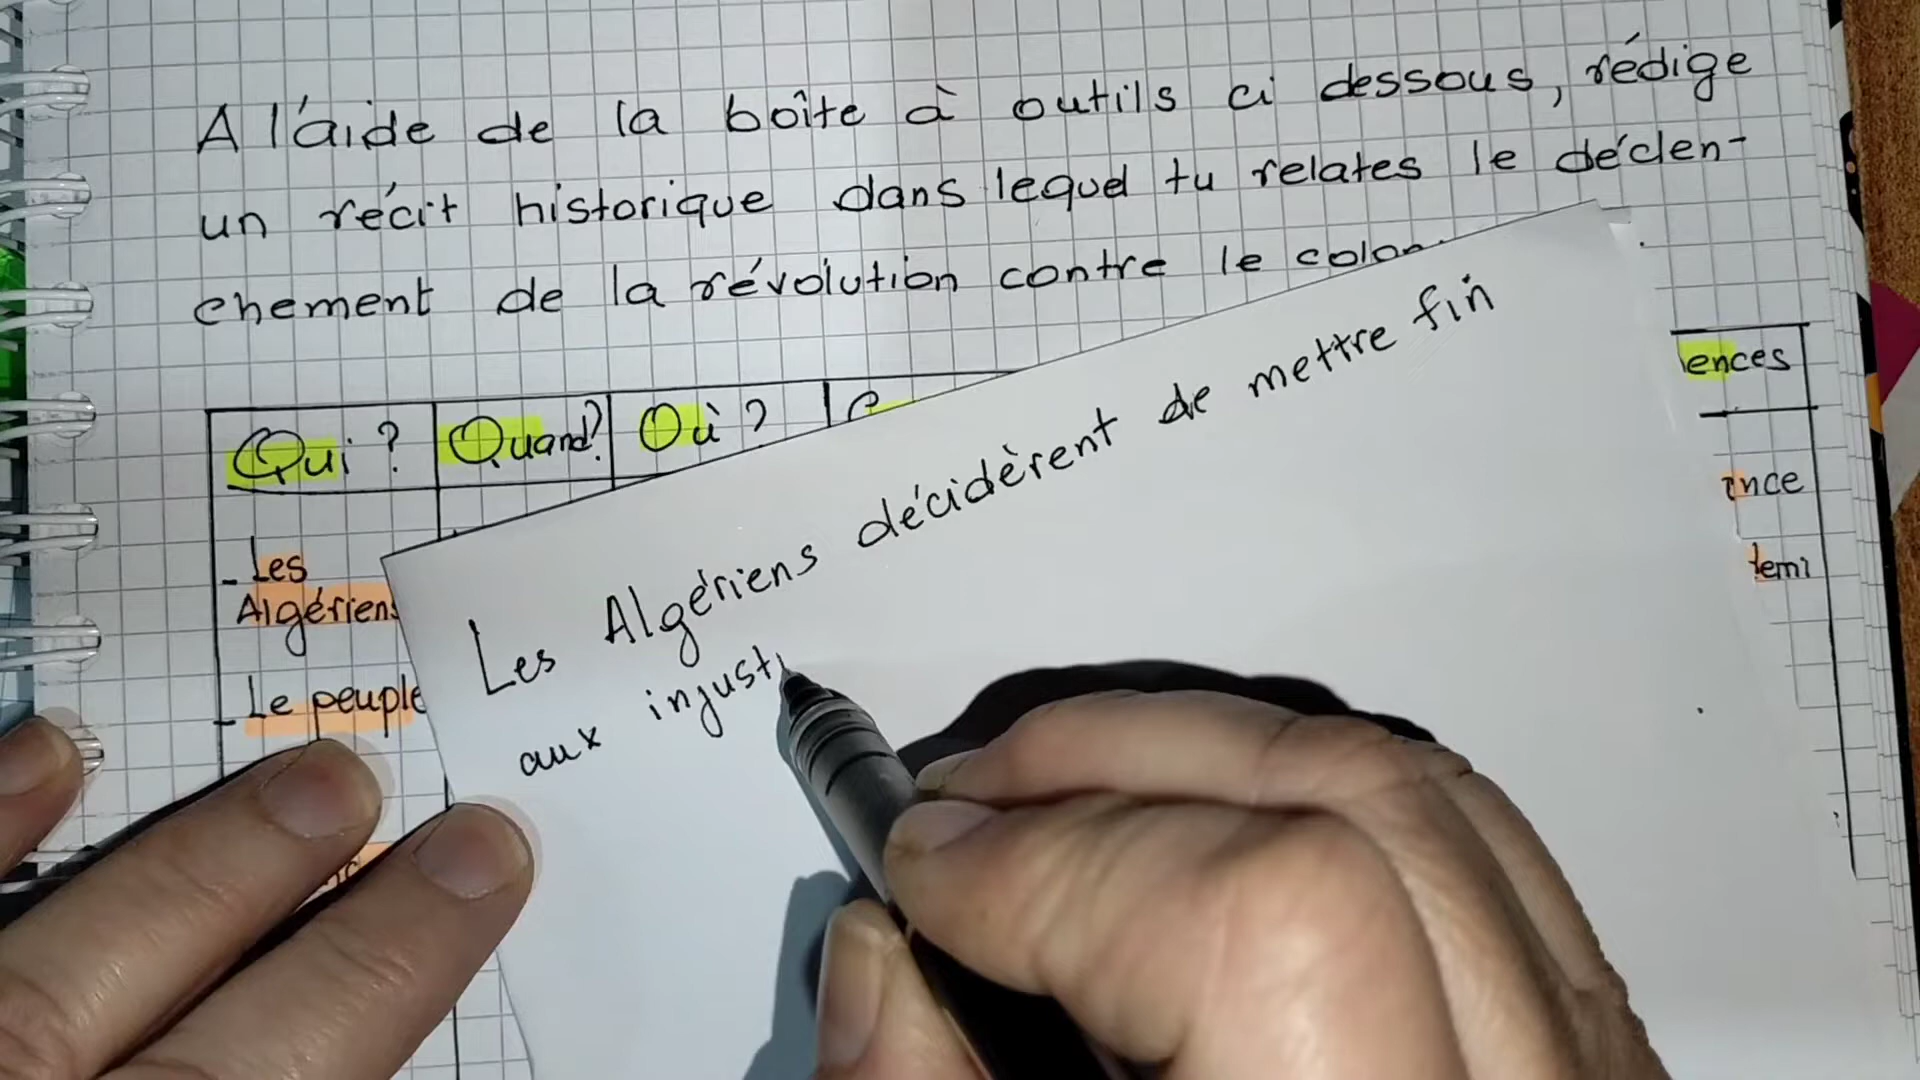 A l'aide de la boîte à outils ci dessous, rédige
un récit historique dans lequel tu relates le déclen-
chement de la révolution contre le
Qui ? Quand? Où ? ences
- Les
Algériens
- Le peuple
Les Algériens décidèrent de mettre fin
aux injusti